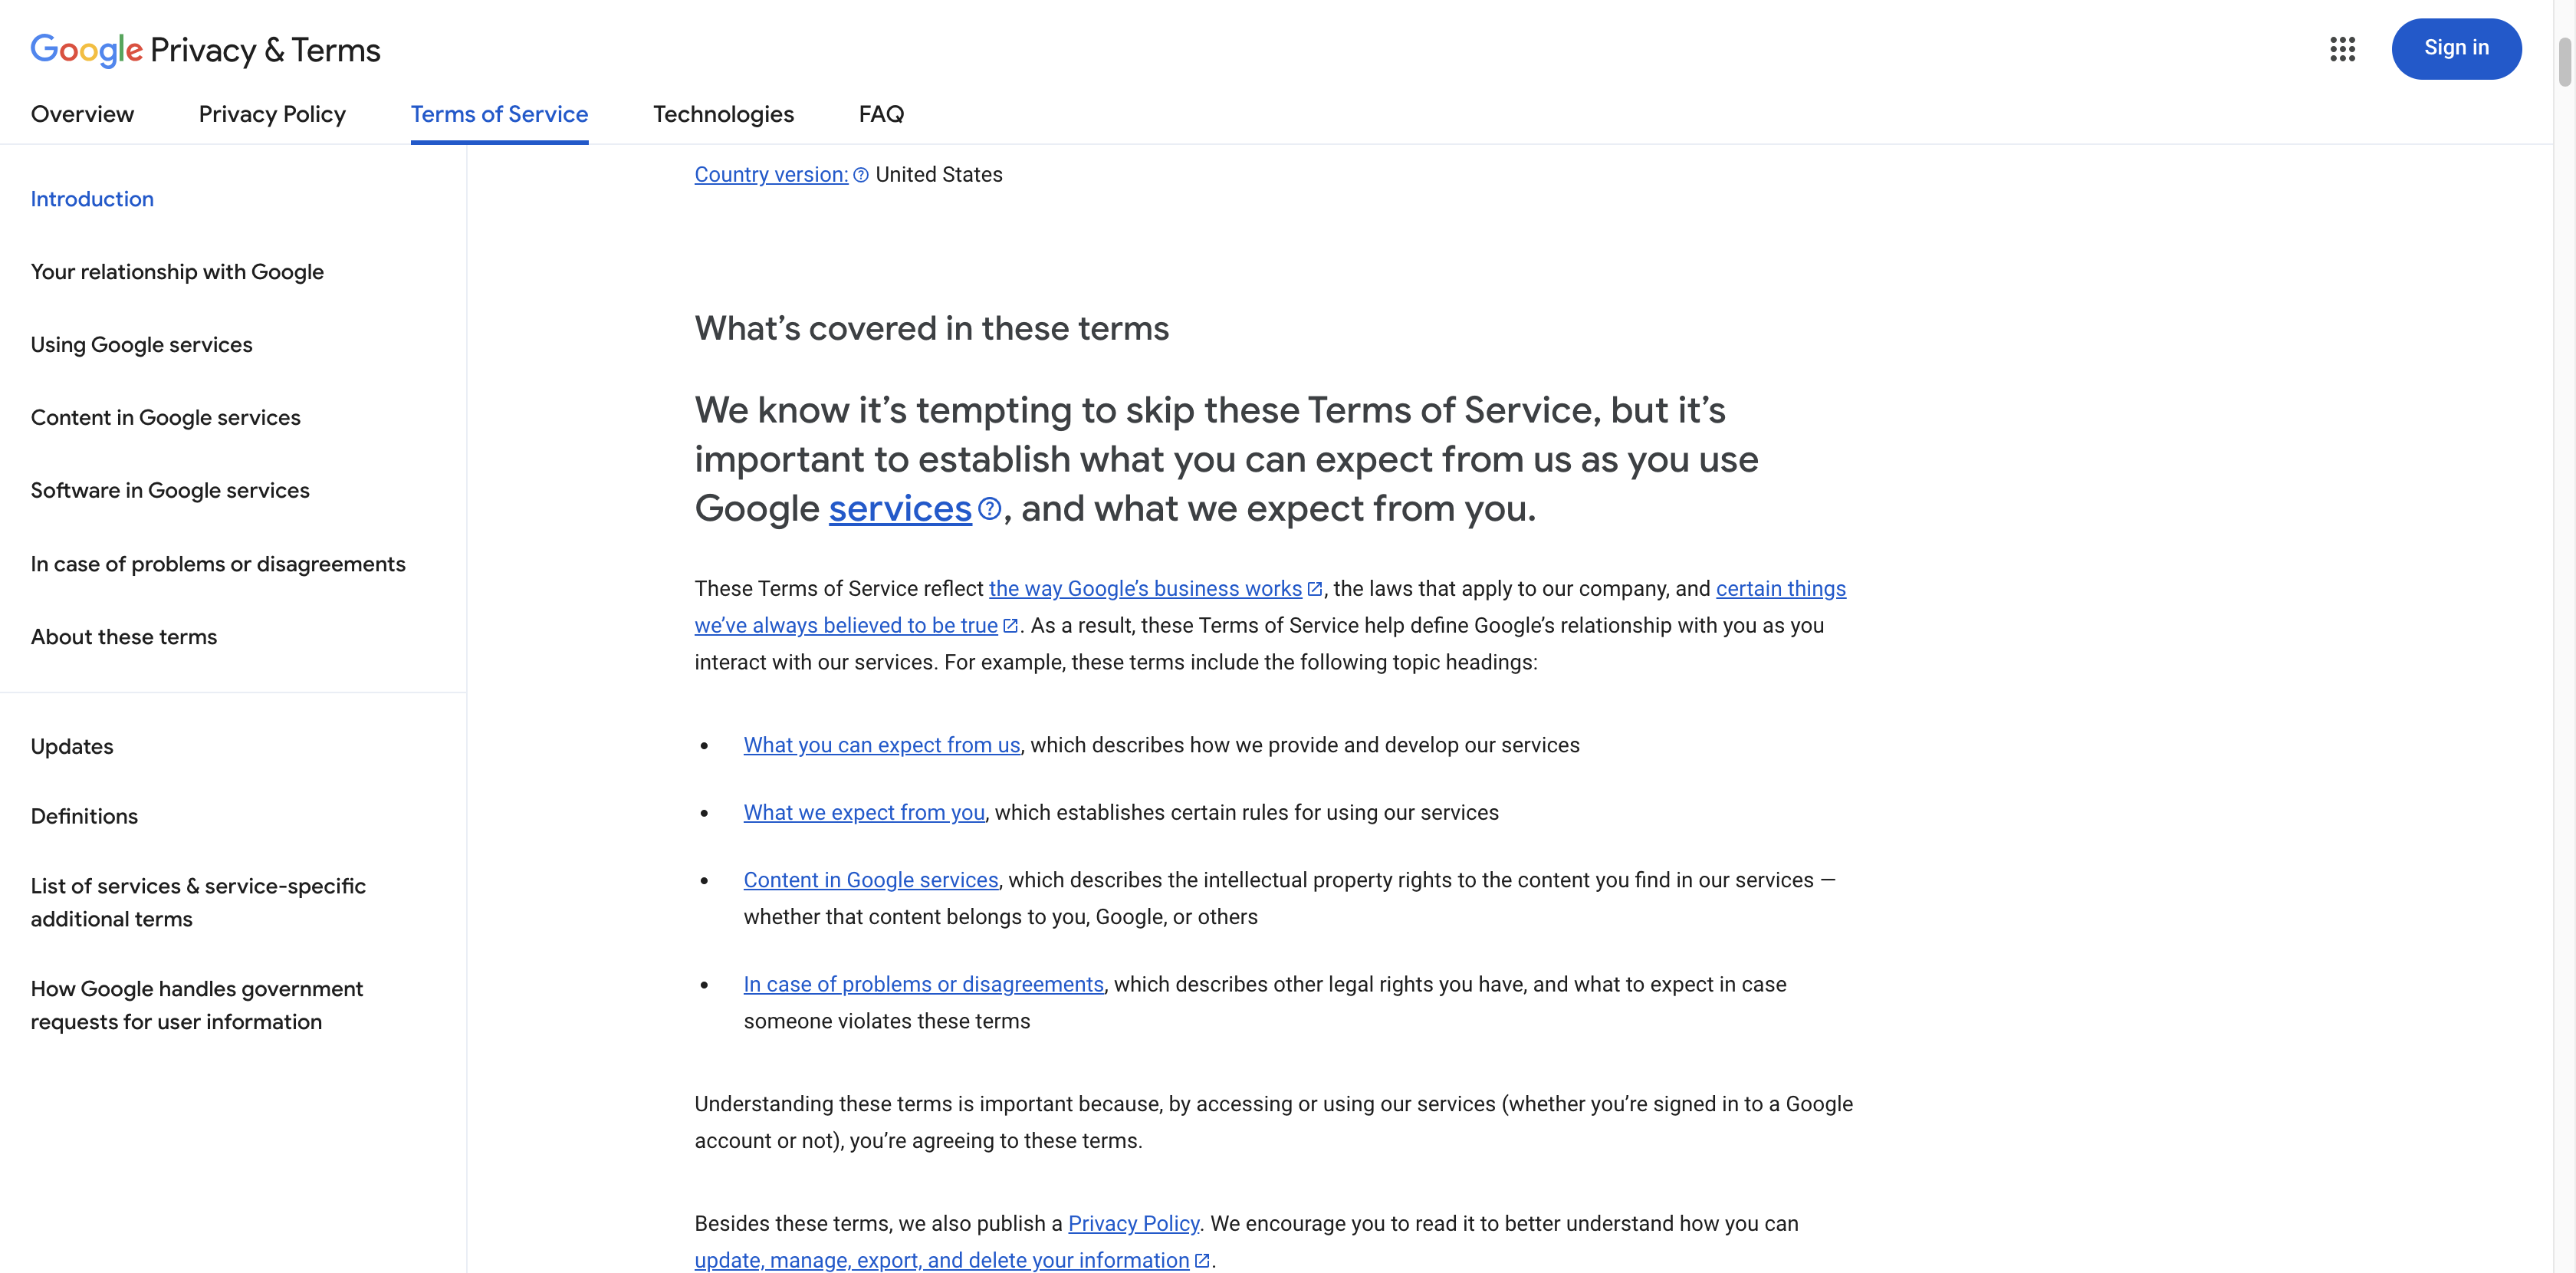 Google Privacy & Terms
Sign in
Overview
Privacy Policy
Terms of Service
Technologies
FAQ
Introduction
Your relationship with Google
Using Google services
Content in Google services
Software in Google services
In case of problems or disagreements
About these terms
Updates
Definitions
List of services & service-specific
additional terms
How Google handles government
requests for user information
Country version: United States
What’s covered in these terms
We know it’s tempting to skip these Terms of Service, but it’s
important to establish what you can expect from us as you use
Google services, and what we expect from you.
These Terms of Service reflect the way Google’s business works, the laws that apply to our company, and certain things
we’ve always believed to be true. As a result, these Terms of Service help define Google’s relationship with you as you
interact with our services. For example, these terms include the following topic headings:
• What you can expect from us, which describes how we provide and develop our services
• What we expect from you, which establishes certain rules for using our services
• Content in Google services, which describes the intellectual property rights to the content you find in our services —
whether that content belongs to you, Google, or others
• In case of problems or disagreements, which describes other legal rights you have, and what to expect in case
someone violates these terms
Understanding these terms is important because, by accessing or using our services (whether you’re signed in to a Google
account or not), you’re agreeing to these terms.
Besides these terms, we also publish a Privacy Policy. We encourage you to read it to better understand how you can
update, manage, export, and delete your information.